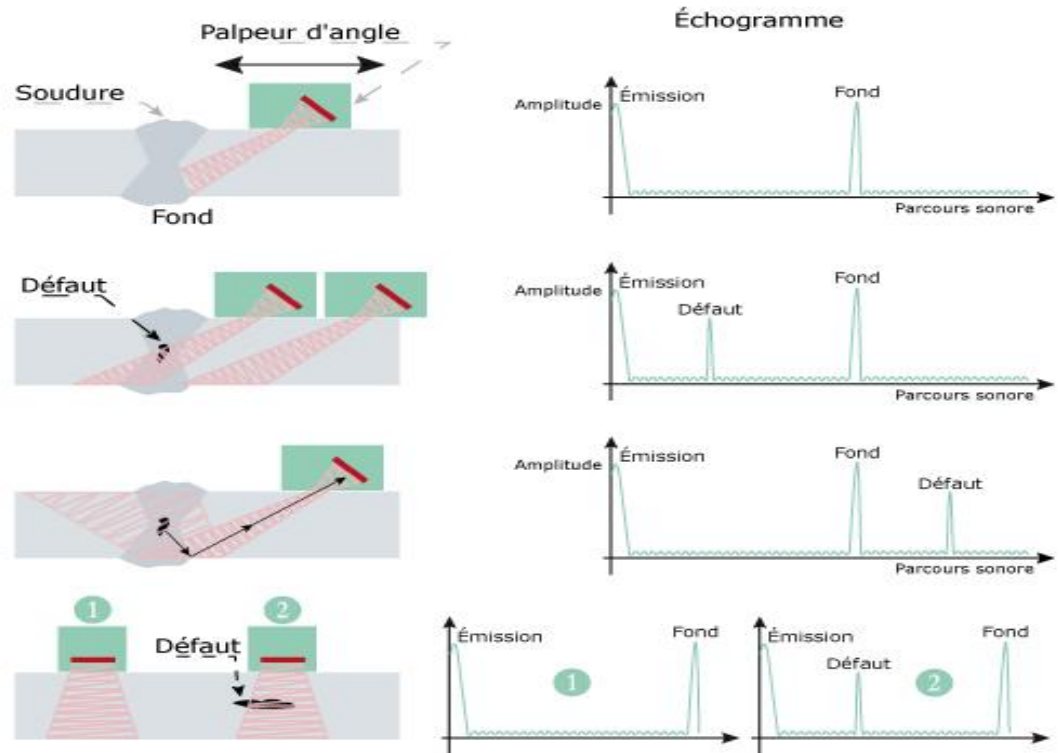 Échogramme
Palpeur d'angle
Soudure
Fond
Amplitude
Émission
Fond
Parcours sonore
Défaut
Amplitude
Émission
Défaut
Fond
Parcours sonore
Amplitude
Émission
Fond
Défaut
Parcours sonore
1
2
Défaut
Émission
Fond
1
Émission
Défaut
Fond
2